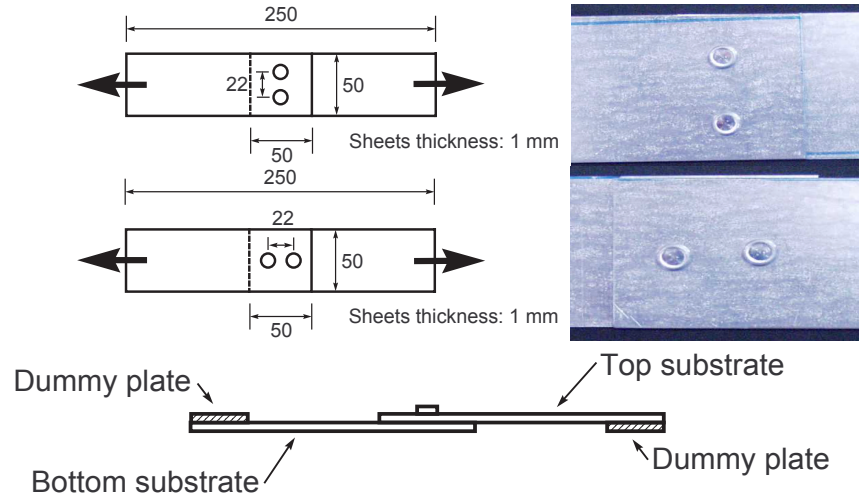 250
22
50
50
Sheets thickness: 1 mm
250
22
50
50
Sheets thickness: 1 mm
Dummy plate
Top substrate
Bottom substrate
Dummy plate